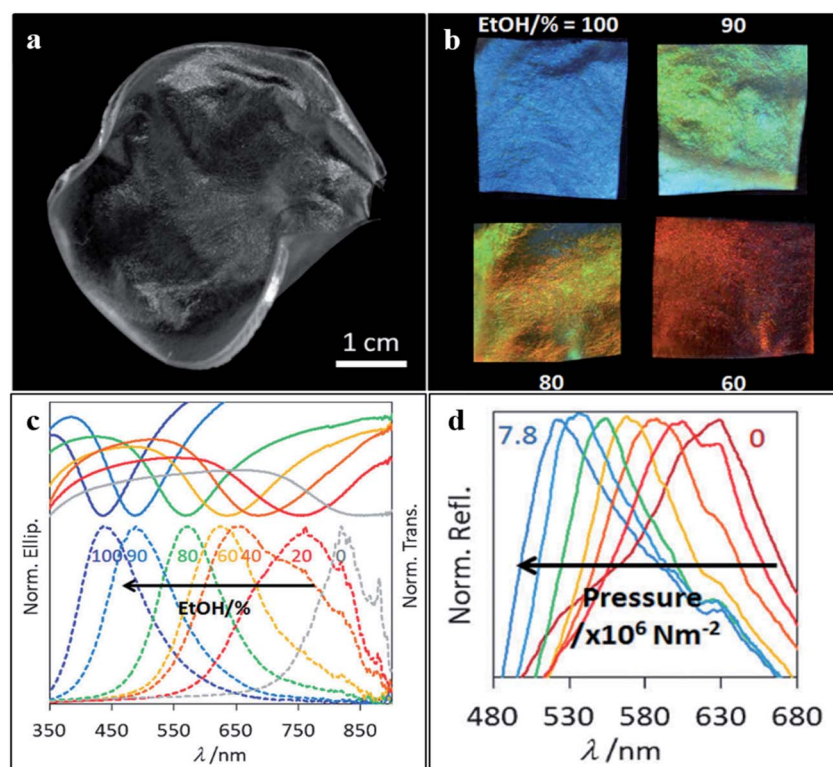 a
1 cm
b
EtOH/% = 100 90
80 60
c
Norm. Ellip.
Norm. Trans.
100 90 80 60 40 20 0
EtOH/%
350 450 550 650 750 850
λ /nm
d
Norm. Refl.
7.8 0
Pressure
/x10⁶ Nm⁻²
480 530 580 630 680
λ /nm